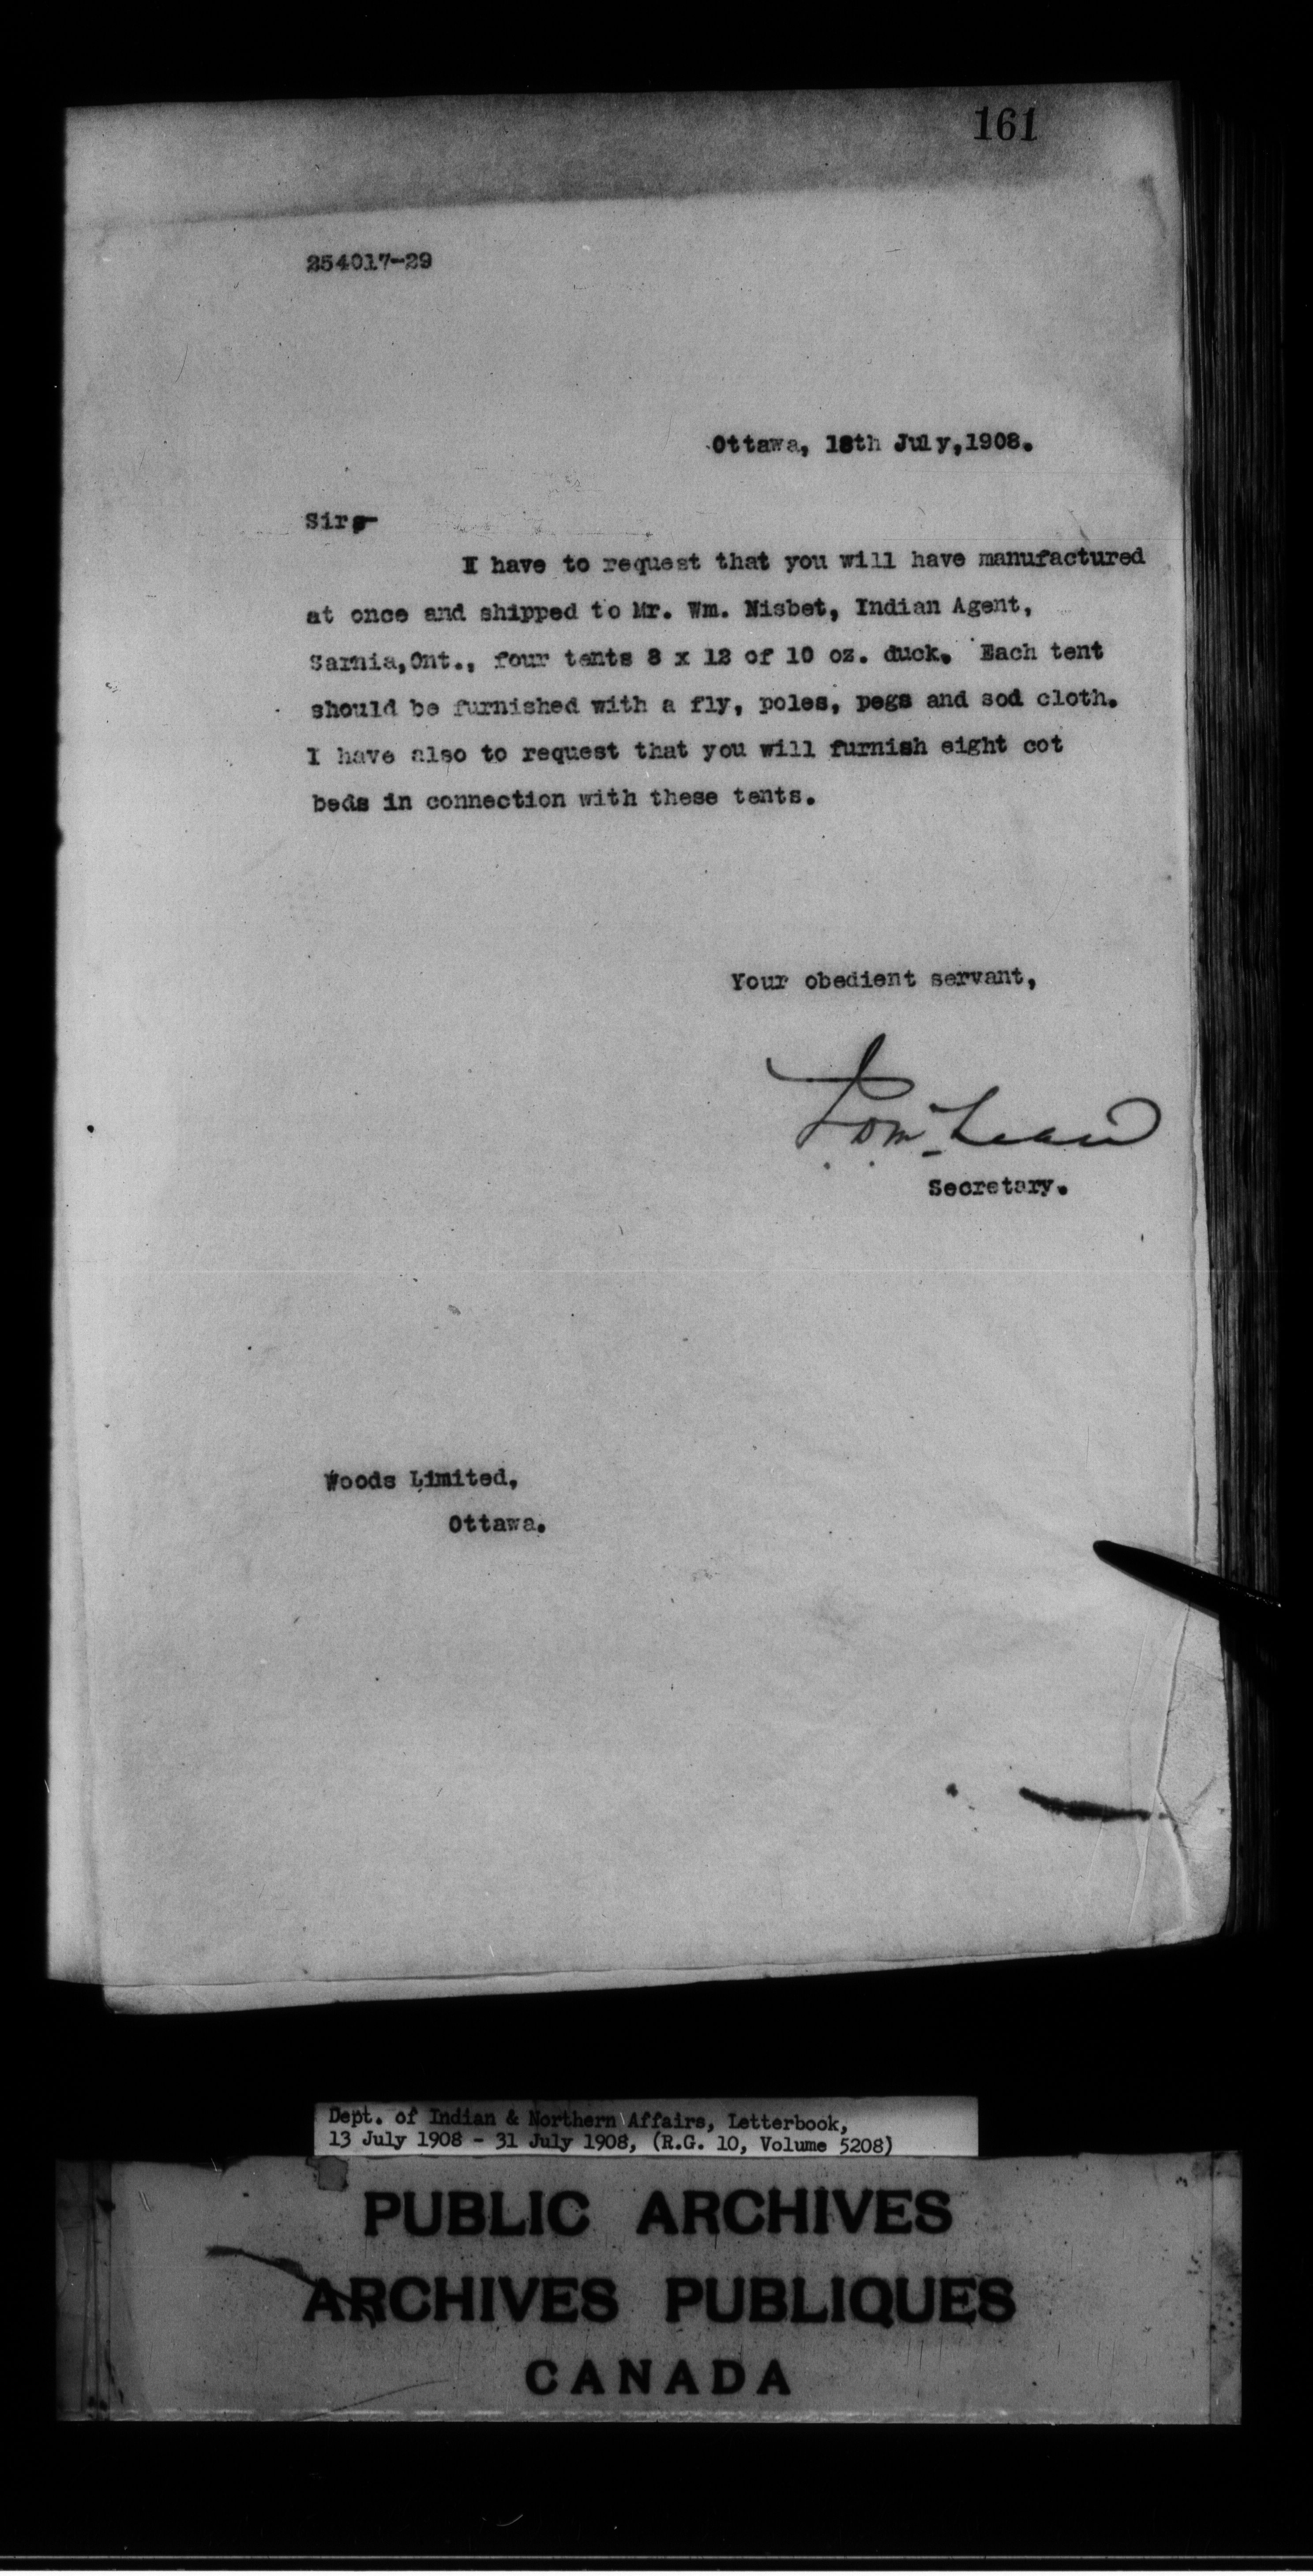 161
254017-29
Ottawa, 18th July, 1908.
Sir,-
I have to request that you will have manufactured
at once and shipped to Mr. Wm. Nisbet, Indian Agent,
Sarnia, Ont., four tents 8 x 12 of 10 oz. duck. Each tent
should be furnished with a fly, poles, pegs and sod cloth.
I have also to request that you will furnish eight cot
beds in connection with these tents.
Your obedient servant,
Secretary.
Woods Limited,
Ottawa.
Dept. of Indian & Northern Affairs, Letterbook,
13 July 1908 - 31 July 1908, (R.G. 10, Volume 5208)
PUBLIC ARCHIVES
ARCHIVES PUBLIQUES
CANADA